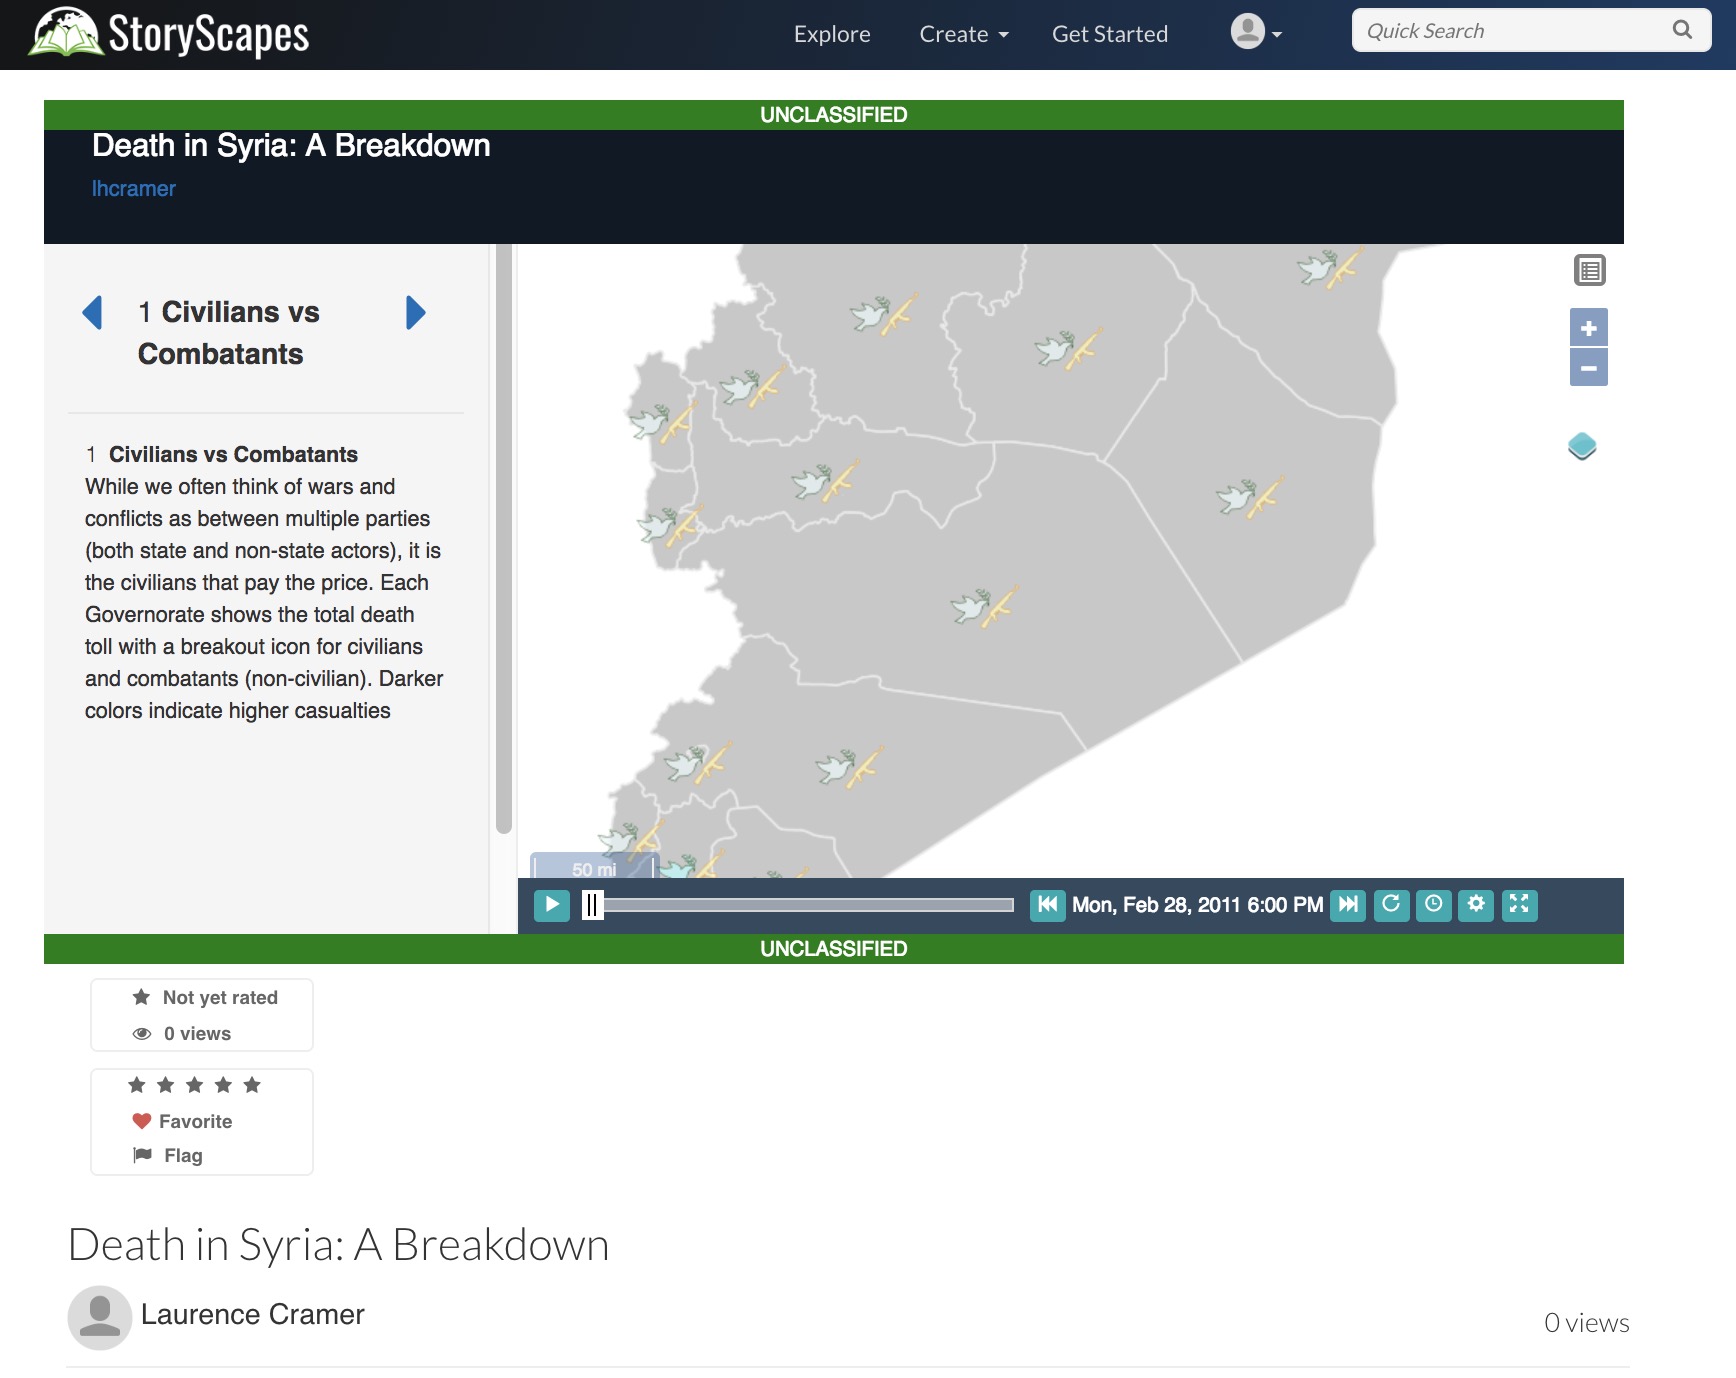 StoryScapes
Explore
Create
Get Started
Quick Search
UNCLASSIFIED
Death in Syria: A Breakdown
lhcramer
1 Civilians vs
Combatants
1 Civilians vs Combatants
While we often think of wars and
conflicts as between multiple parties
(both state and non-state actors), it is
the civilians that pay the price. Each
Governorate shows the total death
toll with a breakout icon for civilians
and combatants (non-civilian). Darker
colors indicate higher casualties
50 mi
Mon, Feb 28, 2011 6:00 PM
UNCLASSIFIED
Not yet rated
0 views
Favorite
Flag
Death in Syria: A Breakdown
Laurence Cramer
0 views